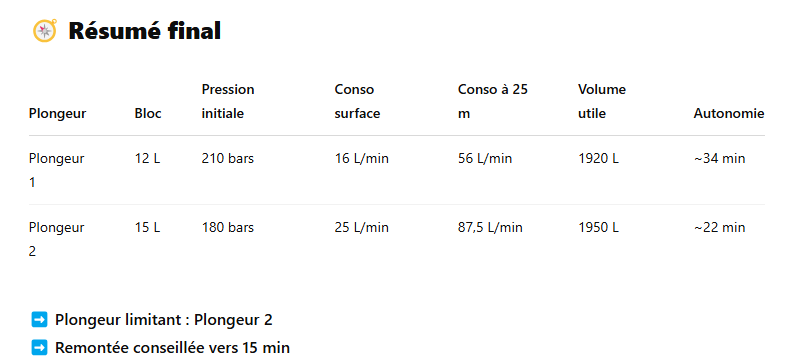 🧭 Résumé final
Pression Conso Conso à 25 Volume
Plongeur Bloc initiale surface m utile Autonomie
Plongeur 12 L 210 bars 16 L/min 56 L/min 1920 L ~34 min
1
Plongeur 15 L 180 bars 25 L/min 87,5 L/min 1950 L ~22 min
2
➡️ Plongeur limitant : Plongeur 2
➡️ Remontée conseillée vers 15 min